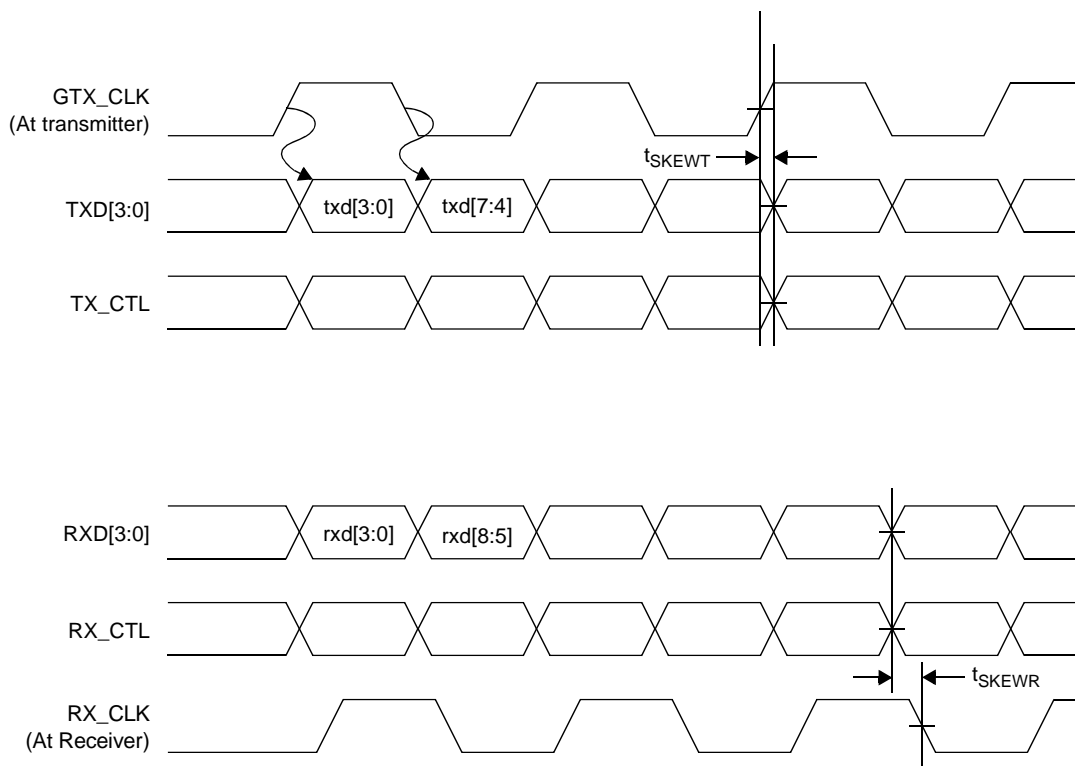 GTX_CLK
(At transmitter)
tSKEWT
TXD[3:0]
txd[3:0]
txd[7:4]
TX_CTL
RXD[3:0]
rxd[3:0]
rxd[8:5]
RX_CTL
tSKEWR
RX_CLK
(At Receiver)